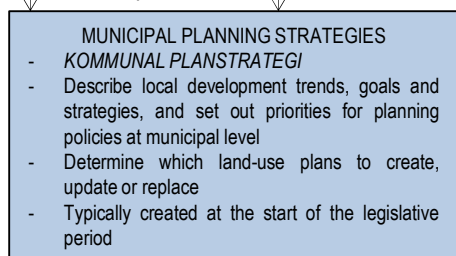 MUNICIPAL PLANNING STRATEGIES
- KOMMUNAL PLANSTRATEGI
- Describe local development trends, goals and
strategies, and set out priorities for planning
policies at municipal level
- Determine which land-use plans to create,
update or replace
- Typically created at the start of the legislative
period